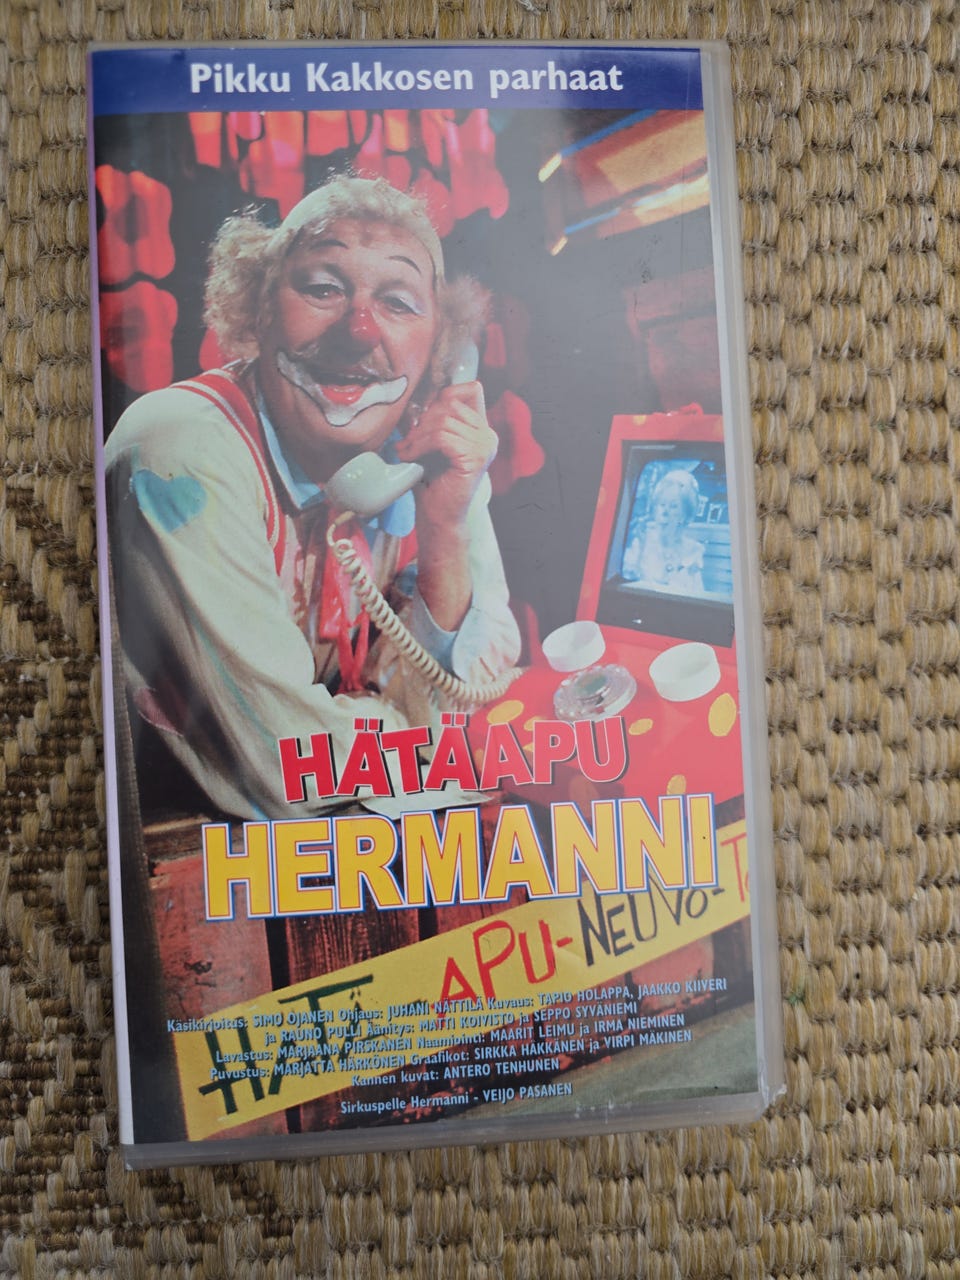 Pikku Kakkosen parhaat
HÄTÄAPU
HERMANNI
HÄTÄ APU-NEUVO-
Käsikirjoitus: SIMO OJANEN Ohjaus: JUHANI NÄTTILÄ Kuvaus: TAPIO HOLAPPA, JAAKKO KIIVERI
ja RAUNO PULLI Äänitys: MATTI KOIVISTO ja SEPPO SYVÄNIEMI
Lavastus: MARJAANA PIRSKANEN Naamiointi: MAARIT LEIMU ja IRMA NIEMINEN
Puvustus: MARJATTA HÄRKÖNEN Graafikot: SIRKKA HÄKKÄNEN ja VIRPI MÄKINEN
Kannen kuvat: ANTERO TENHUNEN
Sirkuspelle Hermanni - VEIJO PASANEN